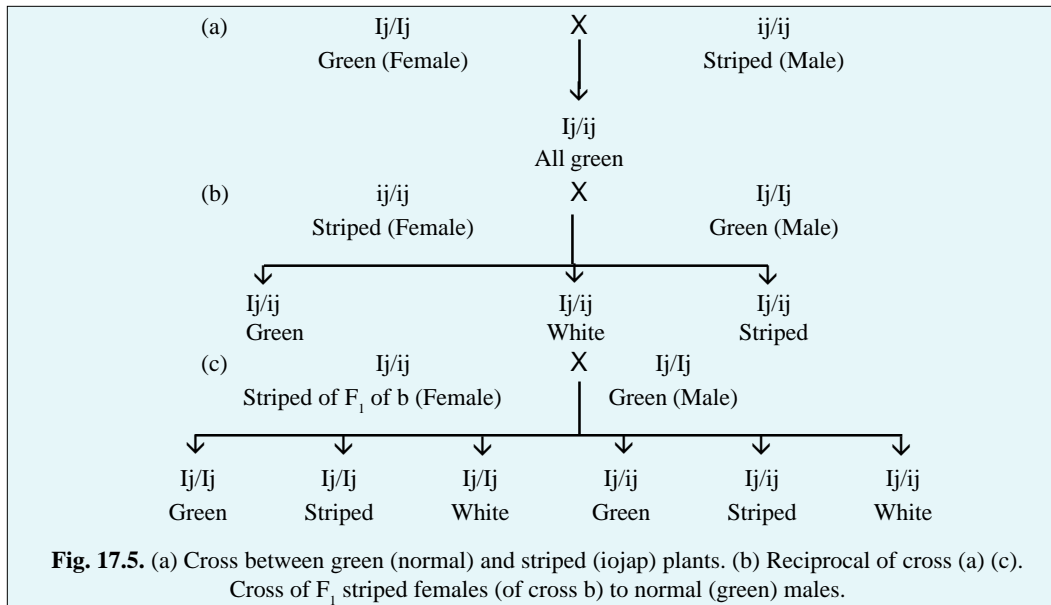 (a) Ij/Ij X ij/ij
Green (Female) Striped (Male)
Ij/ij
All green
(b) ij/ij X Ij/Ij
Striped (Female) Green (Male)
Ij/ij Ij/ij Ij/ij
Green White Striped
(c) Ij/ij X Ij/Ij
Striped of F₁ of b (Female) Green (Male)
Ij/Ij Ij/Ij Ij/Ij Ij/ij Ij/ij Ij/ij
Green Striped White Green Striped White
Fig. 17.5. (a) Cross between green (normal) and striped (iojap) plants. (b) Reciprocal of cross (a) (c).
Cross of F₁ striped females (of cross b) to normal (green) males.